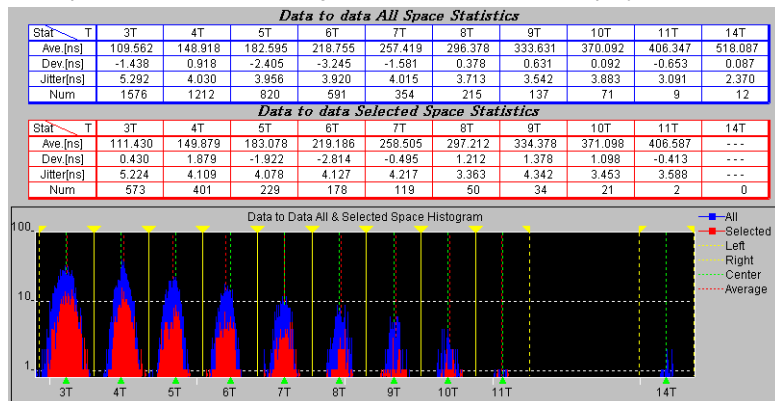 Data to data All Space Statistics
Stat T 3T 4T 5T 6T 7T 8T 9T 10T 11T 14T
Ave.[ns] 109.562 148.918 182.595 218.755 257.419 296.378 333.631 370.092 406.347 518.087
Dev.[ns] -1.438 0.918 -2.405 -3.245 -1.581 0.378 0.631 0.092 -0.653 0.087
Jitter[ns] 5.292 4.030 3.956 3.920 4.015 3.713 3.542 3.883 3.091 2.370
Num 1576 1212 820 591 354 215 137 71 9 12
Data to data Selected Space Statistics
Stat T 3T 4T 5T 6T 7T 8T 9T 10T 11T 14T
Ave.[ns] 111.430 149.879 183.078 219.186 258.505 297.212 334.378 371.098 406.587 ---
Dev.[ns] 0.430 1.879 -1.922 -2.814 -0.495 1.212 1.378 1.098 -0.413 ---
Jitter[ns] 5.224 4.109 4.078 4.127 4.217 3.363 4.342 3.453 3.588 ---
Num 573 401 229 178 119 50 34 21 2 0
Data to Data All & Selected Space Histogram
All
Selected
Left
Right
Center
Average
100
10
1
3T 4T 5T 6T 7T 8T 9T 10T 11T 14T